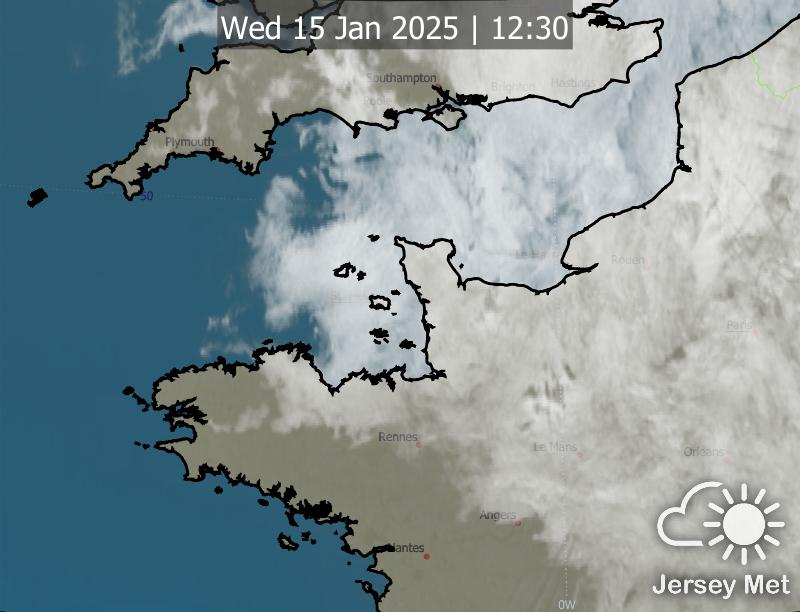 Wed 15 Jan 2025 | 12:30
Southampton
Brighton
Hastings
Plymouth
50
Rouen
Paris
Rennes
Le Mans
Orleans
Angers
Nantes
0W
Jersey Met